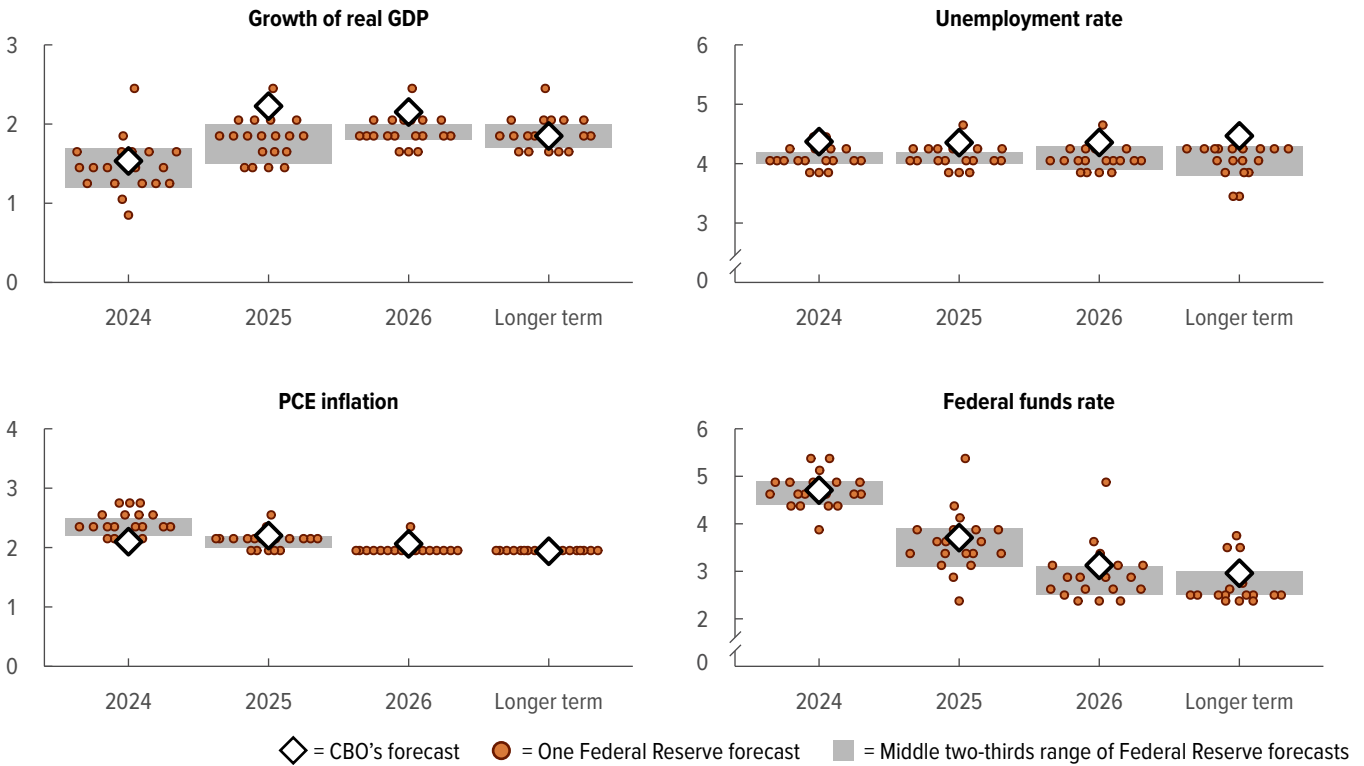 Growth of real GDP
3
2
1
0
2024 2025 2026 Longer term
Unemployment rate
6
5
4
3
0
2024 2025 2026 Longer term
PCE inflation
4
3
2
1
0
2024 2025 2026 Longer term
Federal funds rate
6
5
4
3
2
0
2024 2025 2026 Longer term
= CBO's forecast = One Federal Reserve forecast = Middle two-thirds range of Federal Reserve forecasts